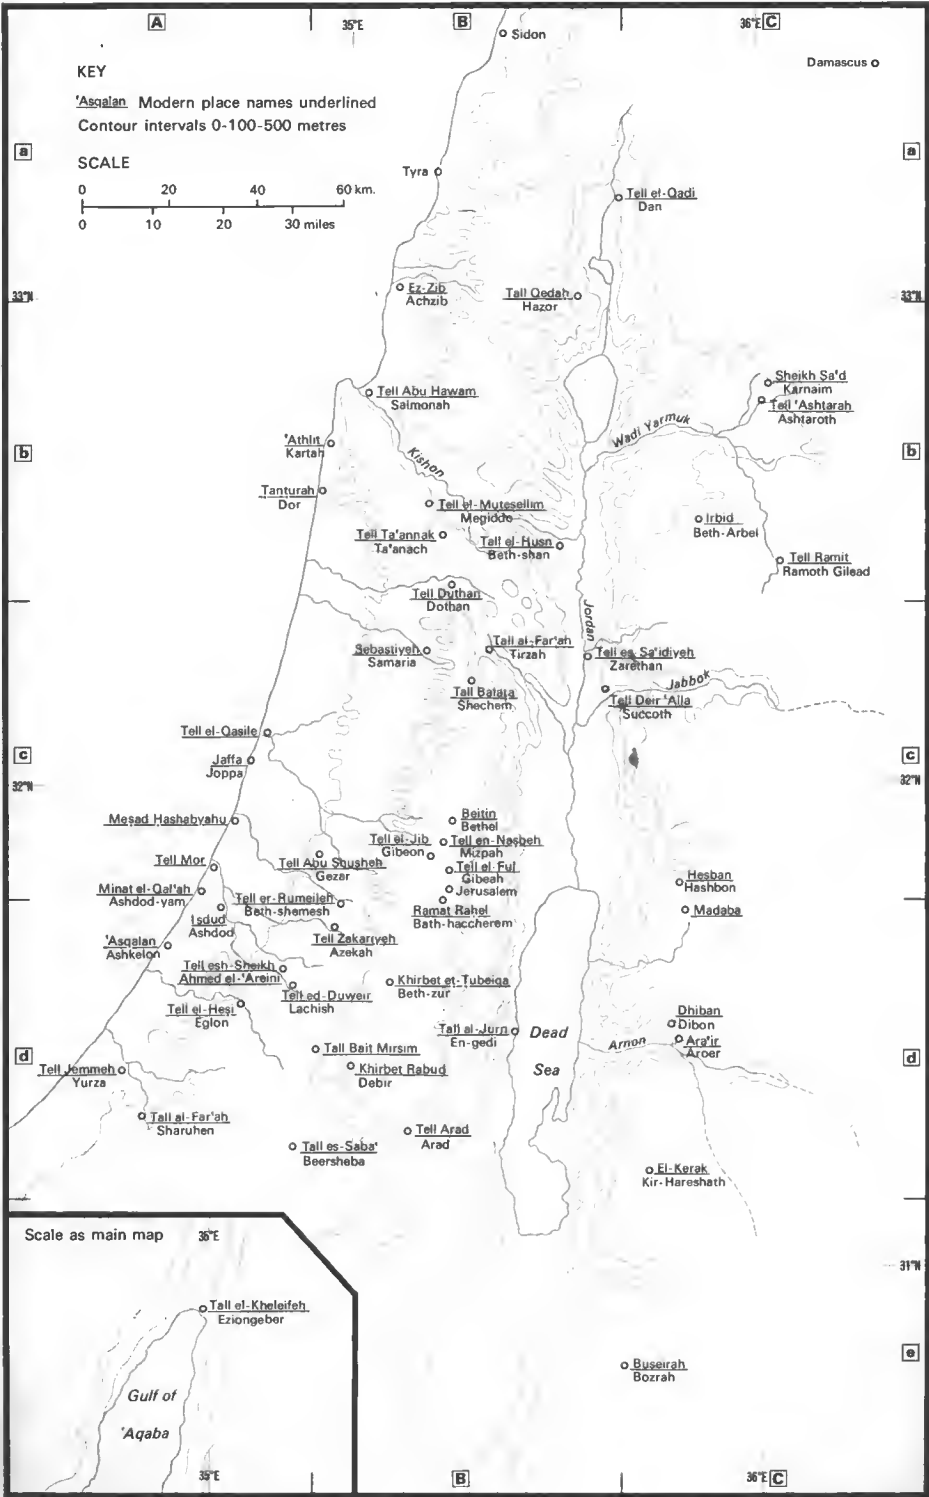 A
35°E
B
36°E
C
Sidon
Damascus
KEY
'Asqalan Modern place names underlined
Contour intervals 0-100-500 metres
SCALE
0 20 40 60 km.
0 10 20 30 miles
a
a
Tyra
Tell el-Qadi
Dan
33°N
Ez-Zib
Achzib
Tall Qedah
Hazor
33°N
Sheikh Sa'd
Karnaim
Tell Abu Hawam
Salmonah
Tell 'Ashtarah
Ashtaroth
Wadi Yarmuk
b
'Athlit
Kartah
Kishon
b
Tanturah
Dor
Tell el-Mutesellim
Megiddo
Irbid
Beth-Arbel
Tell Ta'annak
Ta'anach
Tall el-Husn
Beth-shan
Tell Ramit
Ramoth Gilead
Tell Duthan
Dothan
Jordan
Sebastiyeh
Samaria
Tall al-Far'ah
Tirzah
Tell es-Sa'idiyeh
Zarethan
Tall Balata
Shechem
Jabbok
Tell Deir 'Alla
Succoth
Tell el-Qasile
c
Jaffa
Joppa
c
32°N
32°N
Mesad Hashabyahu
Beitin
Bethel
Tell el-Jib
Gibeon
Tell en-Nasbeh
Mizpah
Tell Mor
Tell Abu Shusheh
Gezar
Tell el-Ful
Gibeah
Minat el-Qal'ah
Ashdod-yam
Tell er-Rumeileh
Beth-shemesh
Jerusalem
Hesban
Hashbon
Isdud
Ashdod
Ramat Rahel
Bath-haccherem
Madaba
'Asqalan
Ashkelon
Tell Zakariyeh
Azekah
Tell esh-Sheikh
Ahmed el-'Areini
Khirbet et-Tubeiqa
Beth-zur
Tell ed-Duweir
Lachish
Tell el-Hesi
Eglon
Tall al-Jurn
En-gedi
Dead
Sea
Dhiban
Dibon
Arnon
Ara'ir
Aroer
d
Tall Bait Mirsim
d
Tell Jemmeh
Yurza
Khirbet Rabud
Debir
Tall al-Far'ah
Sharuhen
Tell Arad
Arad
Tall es-Saba'
Beersheba
El-Kerak
Kir-Hareshath
Scale as main map
36°E
31°N
Tall el-Kheleifeh
Eziongeber
e
Buseirah
Bozrah
Gulf of
'Aqaba
35°E
B
36°E
C